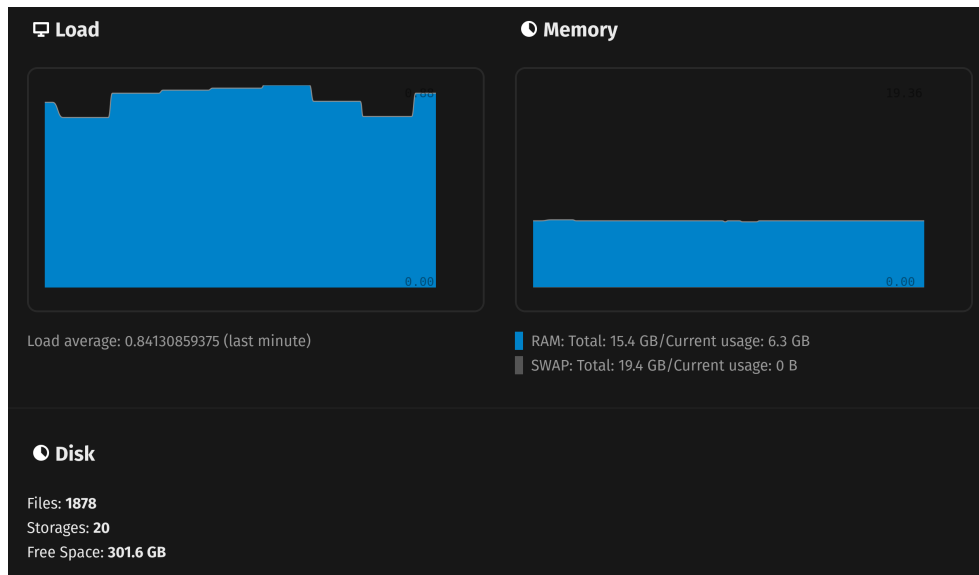 Load
0.00
Load average: 0.84130859375 (last minute)
Memory
19.36
0.00
RAM: Total: 15.4 GB/Current usage: 6.3 GB
SWAP: Total: 19.4 GB/Current usage: 0 B
Disk
Files: 1878
Storages: 20
Free Space: 301.6 GB